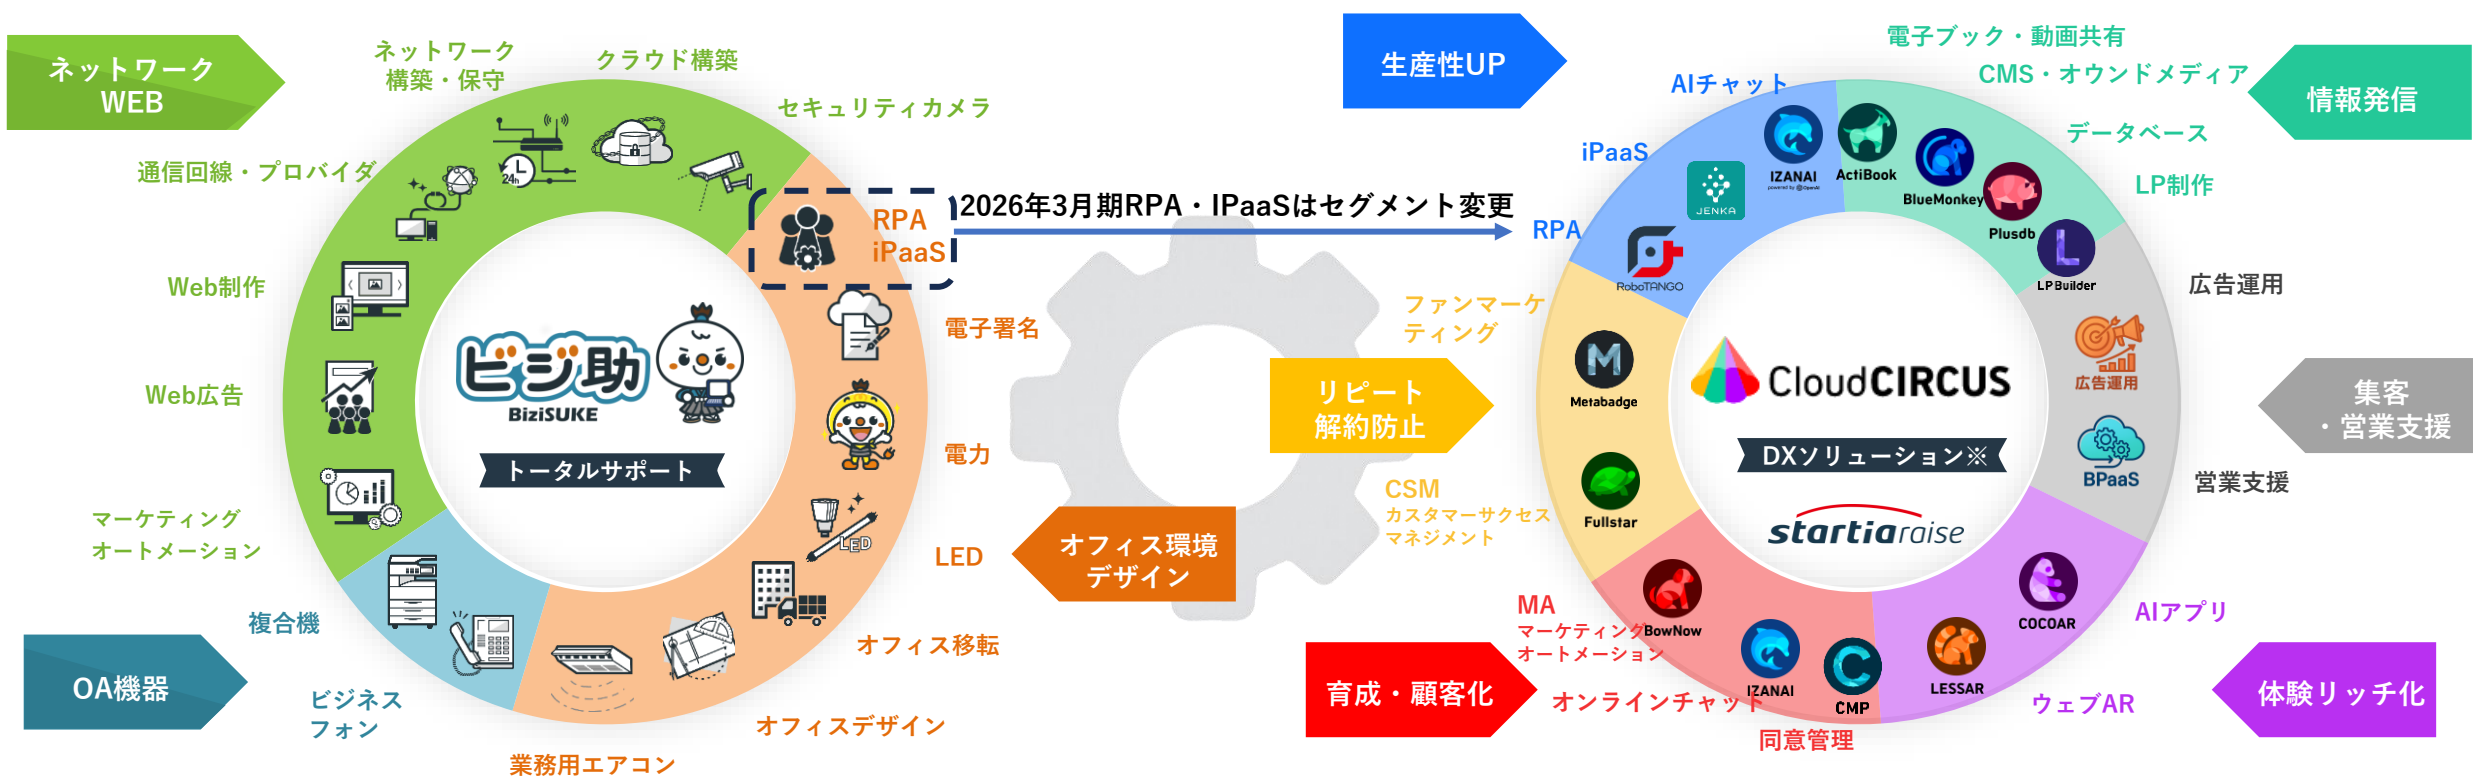 ネットワーク
WEB
ネットワーク
構築・保守
クラウド構築
セキュリティカメラ
通信回線・プロバイダ
24h
Web制作
Web広告
マーケティング
オートメーション
ビジ助
BiziSUKE
トータルサポート
RPA
iPaaS
電子署名
電力
LED
LED
オフィス移転
オフィスデザイン
業務用エアコン
複合機
ビジネス
フォン
OA機器
オフィス環境
デザイン
2026年3月期RPA・IPaaSはセグメント変更
生産性UP
AIチャット
iPaaS
RPA
IZANAI
powered by OpenAI
JENKA
RoboTANGO
電子ブック・動画共有
CMS・オウンドメディア
データベース
LP制作
情報発信
ActiBook
BlueMonkey
Plusdb
L
LP Builder
広告運用
広告運用
BPaaS
営業支援
集客
・営業支援
CloudCIRCUS
DXソリューション※
startiaraise
ファンマーケ
ティング
リピート
解約防止
CSM
カスタマーサクセス
マネジメント
M
Metabadge
Fullstar
MA
マーケティング
オートメーション
オンラインチャット
同意管理
育成・顧客化
BowNow
IZANAI
C
CMP
COCOAR
LESSAR
AIアプリ
ウェブAR
体験リッチ化